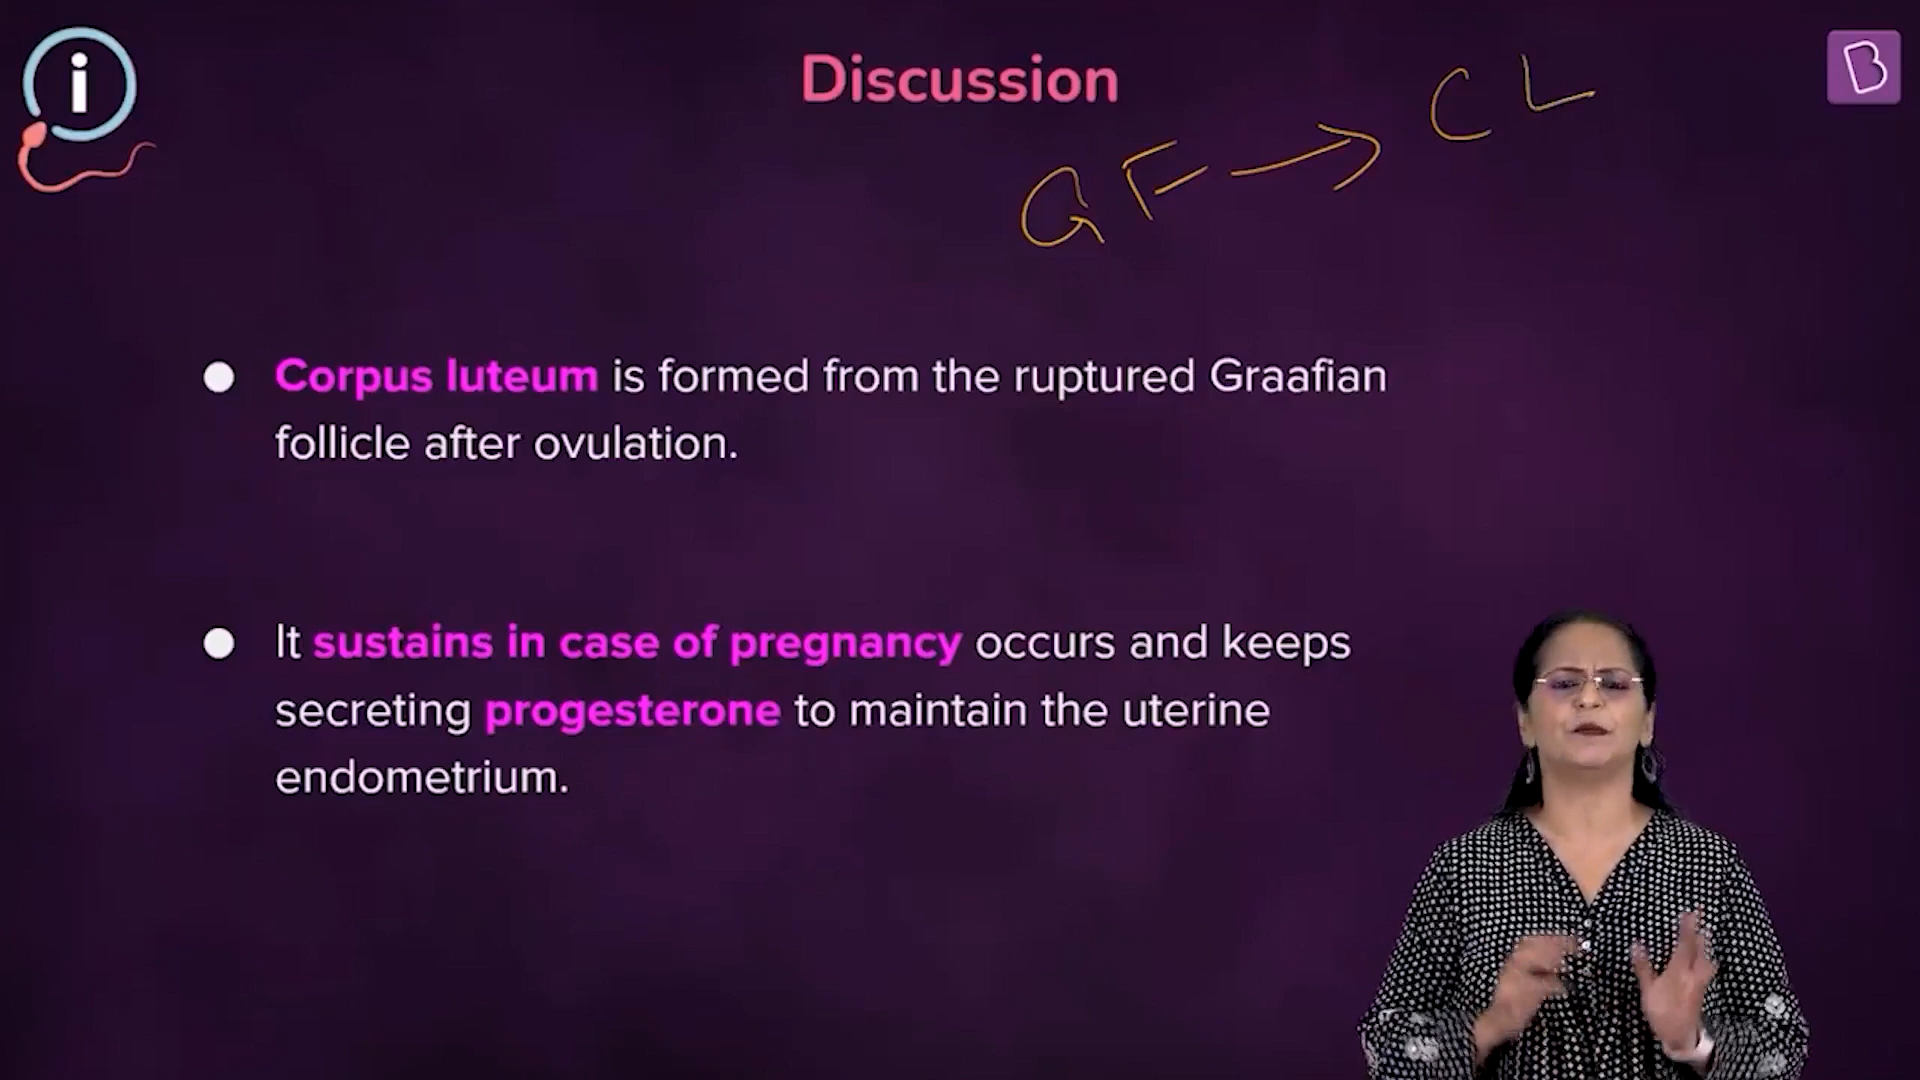 i
Discussion
B
GF → CL
Corpus luteum is formed from the ruptured Graafian
follicle after ovulation.
It sustains in case of pregnancy occurs and keeps
secreting progesterone to maintain the uterine
endometrium.